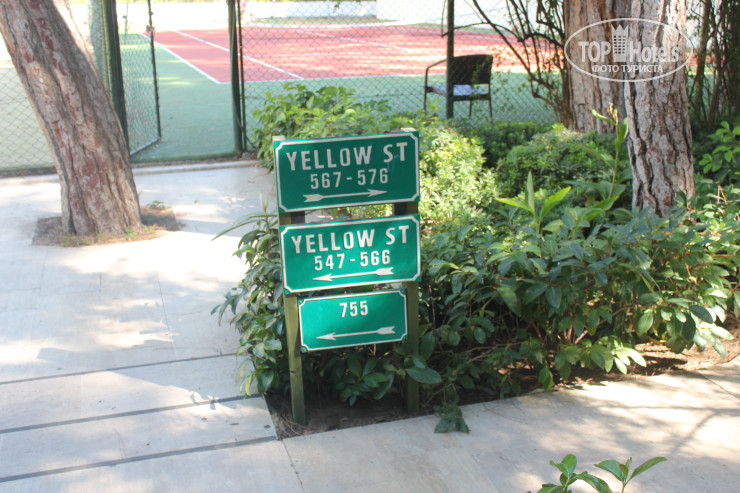 TOP Hotels
ФОТО ТУРИСТА
YELLOW ST
567 - 576
YELLOW ST
547 - 566
755